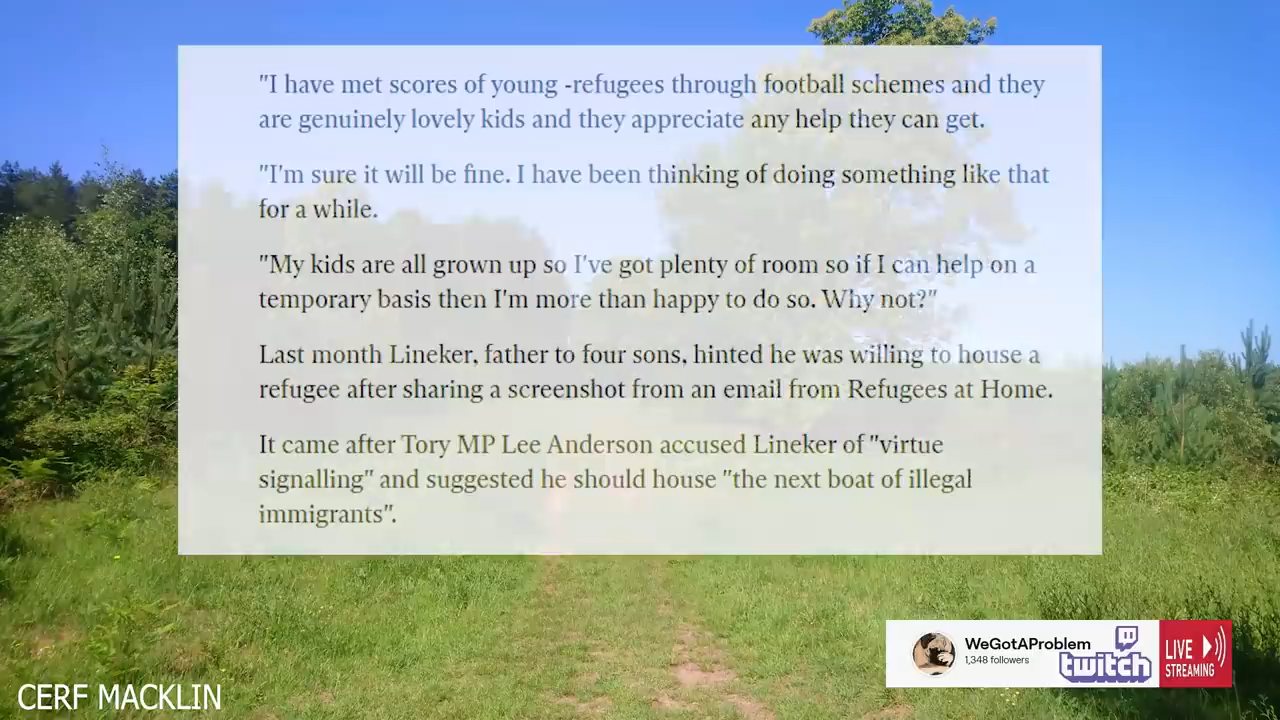 "I have met scores of young -refugees through football schemes and they
are genuinely lovely kids and they appreciate any help they can get.
"I'm sure it will be fine. I have been thinking of doing something like that
for a while.
"My kids are all grown up so I've got plenty of room so if I can help on a
temporary basis then I'm more than happy to do so. Why not?"
Last month Lineker, father to four sons, hinted he was willing to house a
refugee after sharing a screenshot from an email from Refugees at Home.
It came after Tory MP Lee Anderson accused Lineker of "virtue
signalling" and suggested he should house "the next boat of illegal
immigrants".
WeGotAProblem
1,348 followers
twitch
LIVE
STREAMING
CERF MACKLIN